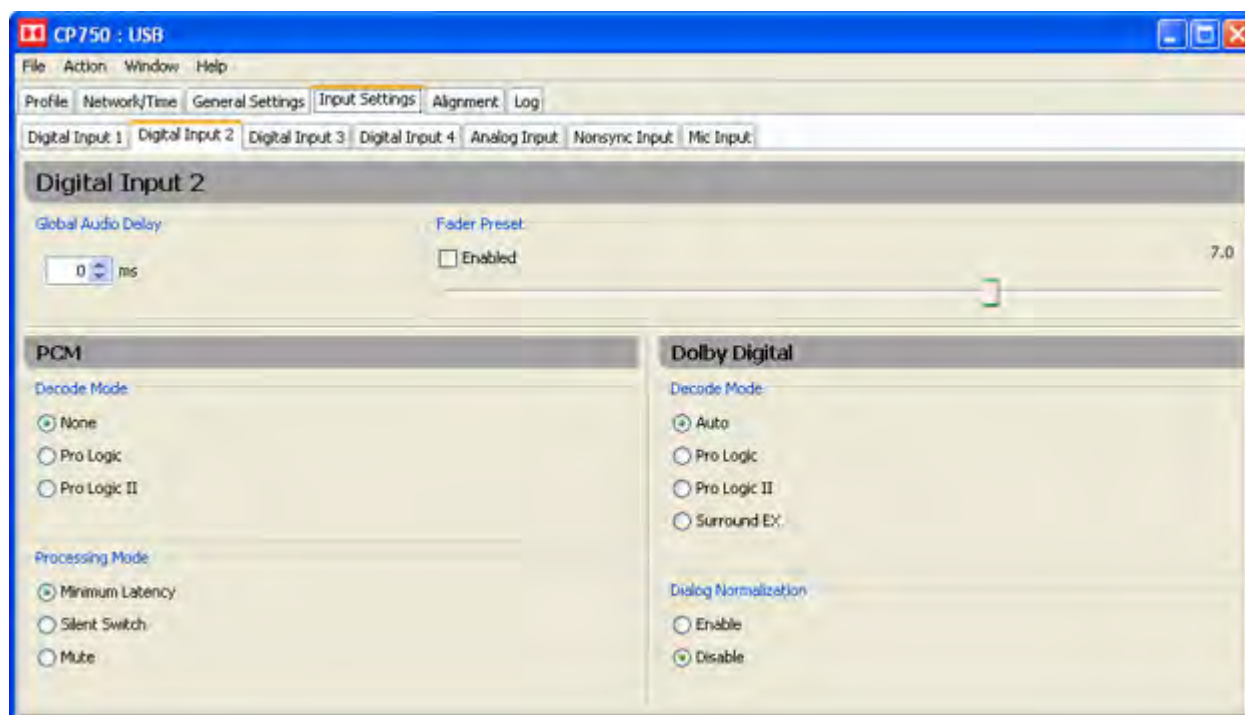 CP750 : USB
File Action Window Help
Profile Network/Time General Settings Input Settings Alignment Log
Digital Input 1 Digital Input 2 Digital Input 3 Digital Input 4 Analog Input Nonsync Input Mic Input
Digital Input 2
Global Audio Delay Fader Preset
Enabled 7.0
0 ms
PCM Dolby Digital
Decode Mode Decode Mode
None Auto
Pro Logic Pro Logic
Pro Logic II Pro Logic II
Surround EX
Processing Mode
Minimum Latency Dialog Normalization
Silent Switch Enable
Mute Disable